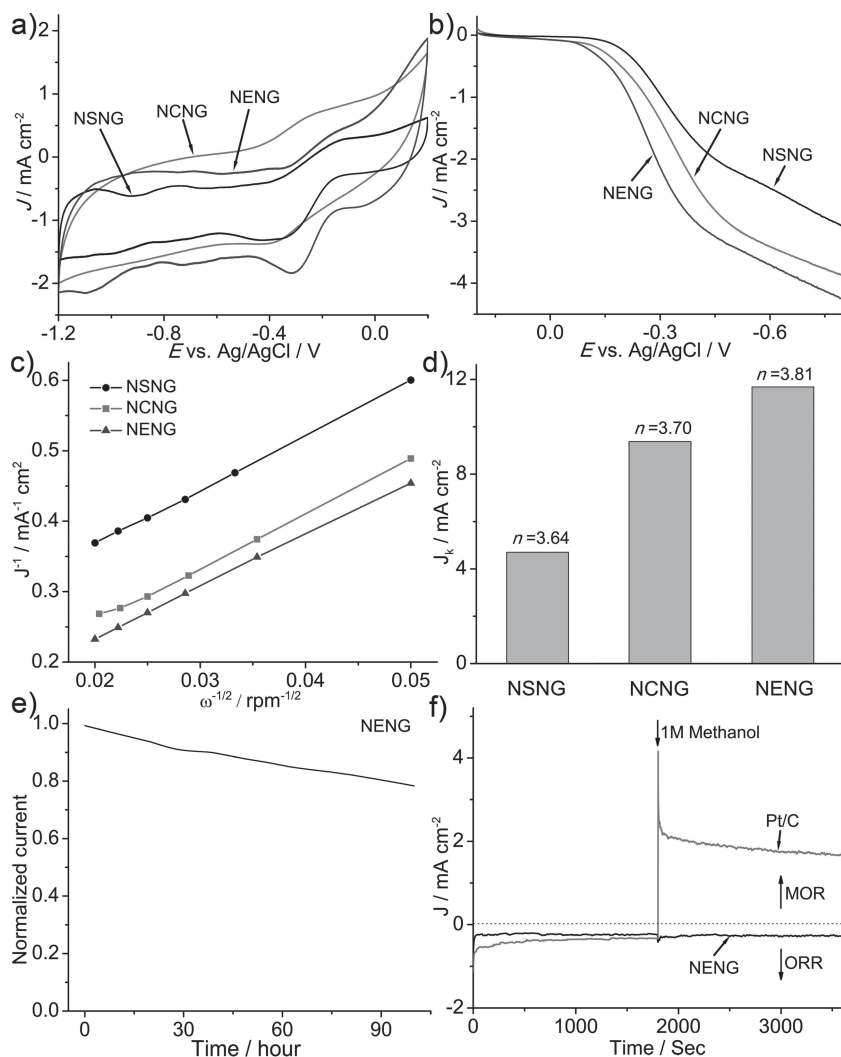 a)
2
1
0
-1
-2
J / mA cm-2
NSNG
NCNG
NENG
-1.2
-0.8
-0.4
0.0
E vs. Ag/AgCl / V
b)
0
-1
-2
-3
-4
J / mA cm-2
NCNG
NSNG
NENG
0.0
-0.3
-0.6
E vs. Ag/AgCl / V
c)
0.6
0.5
0.4
0.3
0.2
J-1 / mA-1 cm2
NSNG
NCNG
NENG
0.02
0.03
0.04
0.05
ω-1/2 / rpm-1/2
d)
12
8
4
0
Jk / mA cm-2
n=3.64
n=3.70
n=3.81
NSNG
NCNG
NENG
e)
1.0
0.8
0.6
0.4
0.2
0.0
Normalized current
NENG
0
30
60
90
Time / hour
f)
4
2
0
-2
J / mA cm-2
1M Methanol
Pt/C
MOR
NENG
ORR
0
1000
2000
3000
Time / Sec